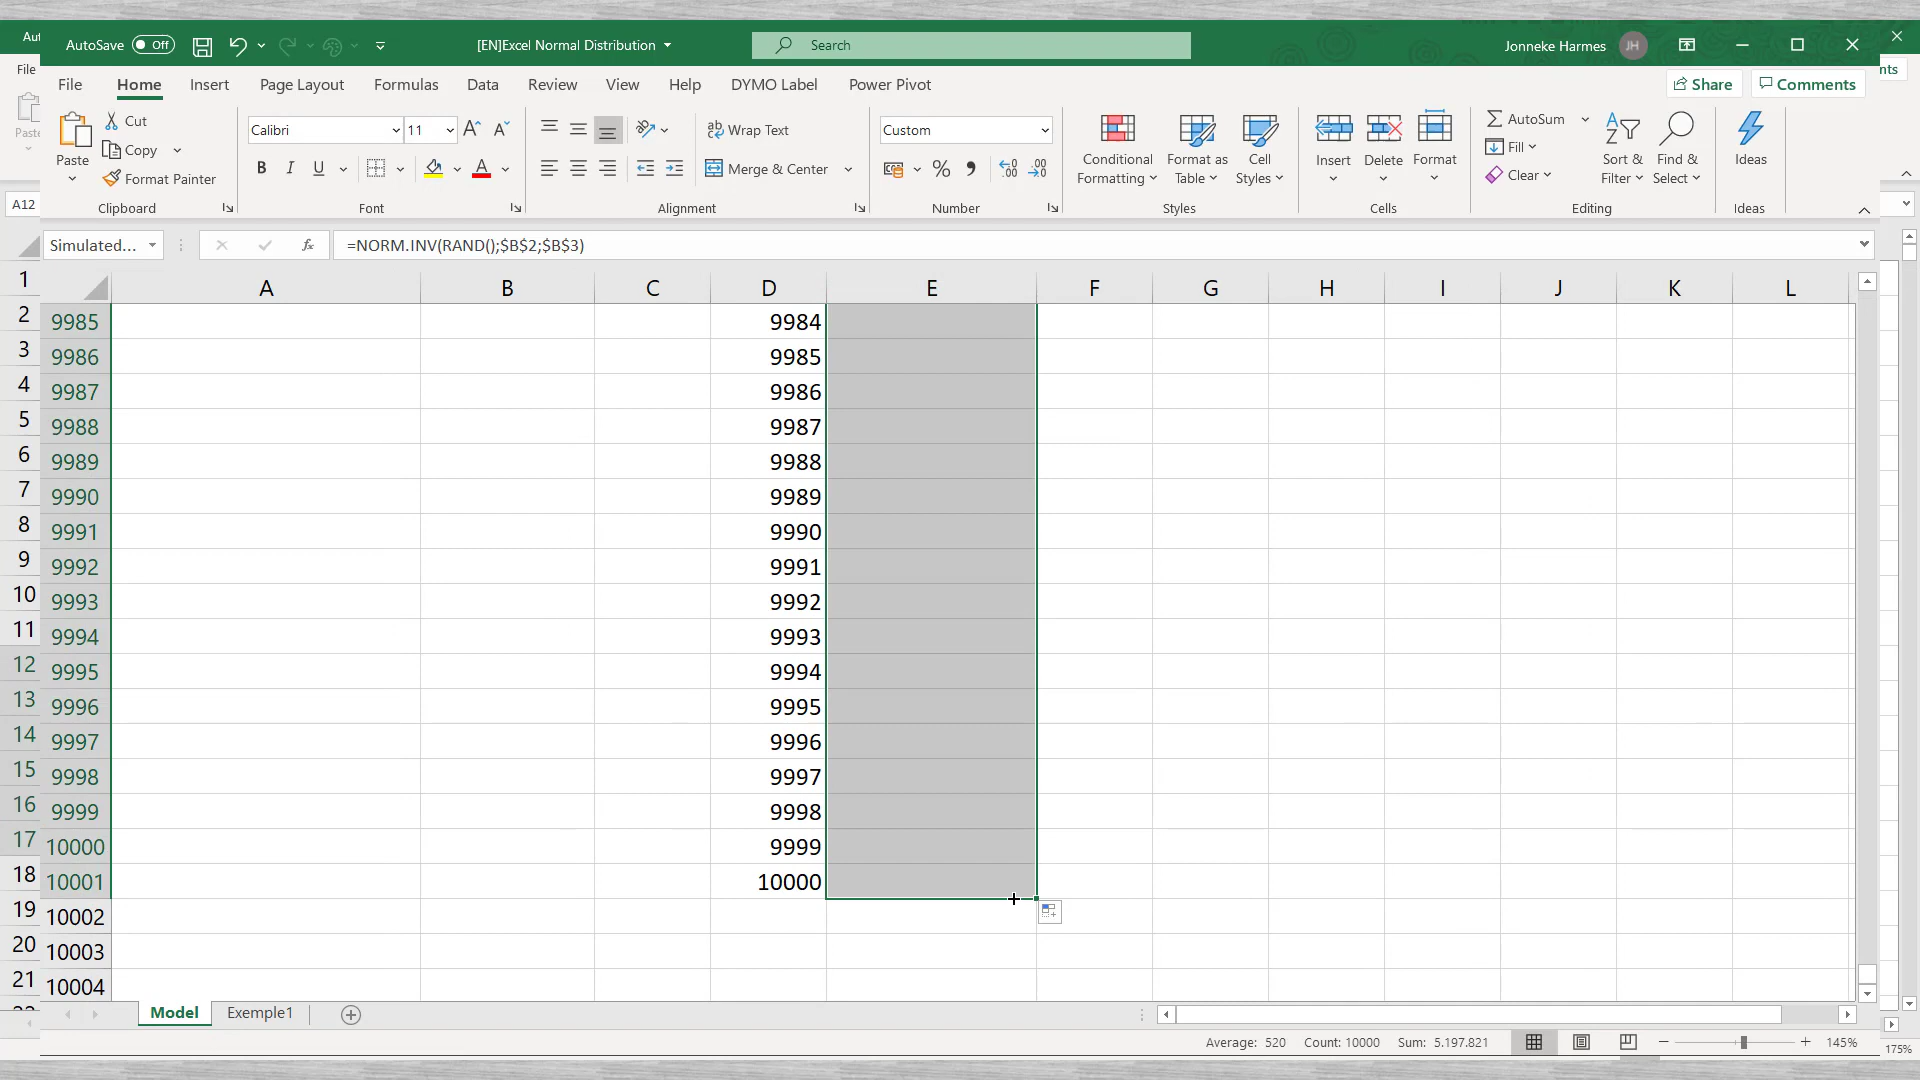 Aut
AutoSave Off
[EN]Excel Normal Distribution
Search
Jonneke Harmes
JH
File
File Home Insert Page Layout Formulas Data Review View Help DYMO Label Power Pivot
Share
Comments
nts
Paste
Paste
Cut
Copy
Format Painter
Clipboard
Calibri
11
B I U
Font
Wrap Text
Merge & Center
Alignment
Custom
Number
Conditional
Formatting
Format as
Table
Cell
Styles
Styles
Insert
Delete
Format
Cells
AutoSum
Fill
Clear
Sort &
Filter
Find &
Select
Editing
Ideas
Ideas
A12
Simulated...
fx
=NORM.INV(RAND();$B$2;$B$3)
A B C D E F G H I J K L
1
2 9985 9984
3 9986 9985
4 9987 9986
5 9988 9987
6 9989 9988
7 9990 9989
8 9991 9990
9 9992 9991
10 9993 9992
11 9994 9993
12 9995 9994
13 9996 9995
14 9997 9996
15 9998 9997
16 9999 9998
17 10000 9999
18 10001 10000
19 10002
20 10003
21 10004
Model
Exemple1
Average: 520 Count: 10000 Sum: 5.197.821
145%
175%